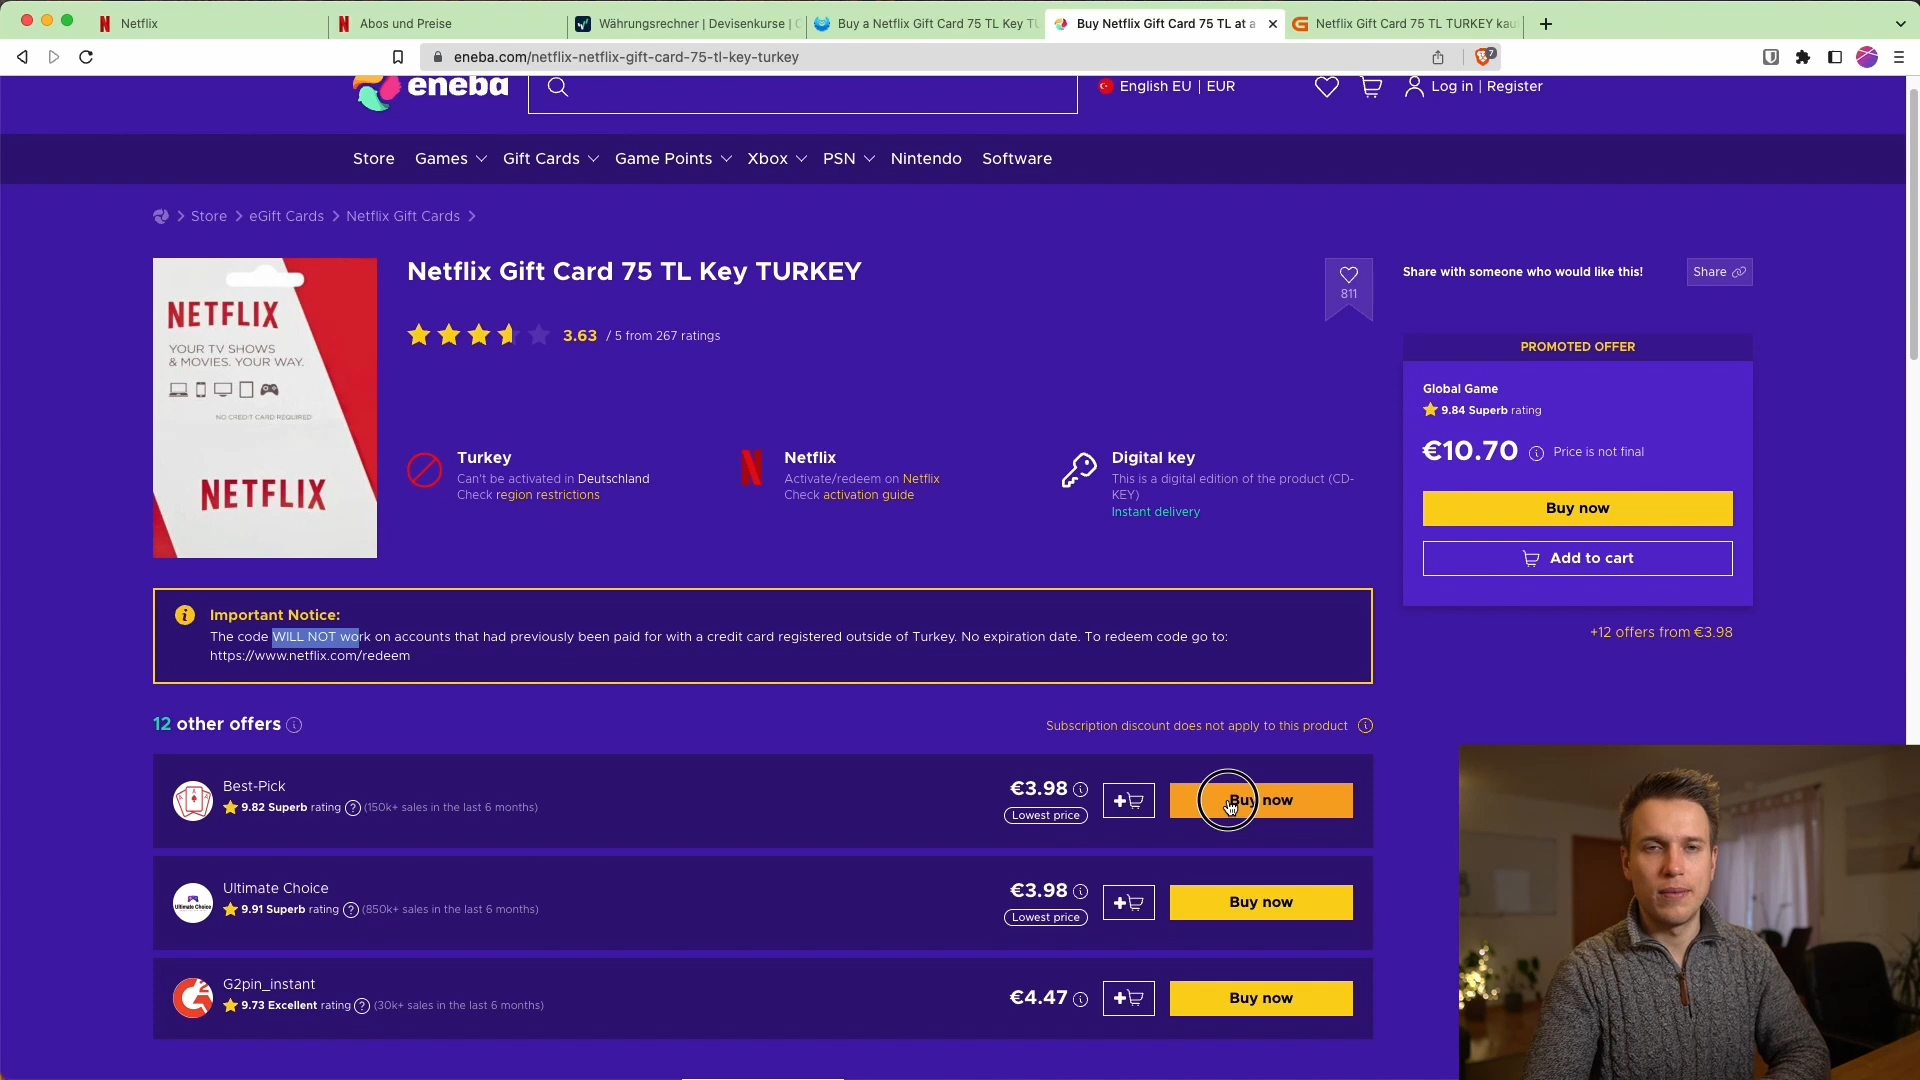 Netflix
Abos und Preise
Währungsrechner | Devisenkurse | C
Buy a Netflix Gift Card 75 TL Key TU
Buy Netflix Gift Card 75 TL at a
Netflix Gift Card 75 TL TURKEY kau
eneba.com/netflix-netflix-gift-card-75-tl-key-turkey
7
eneba
English EU | EUR
Log in | Register
Store
Games
Gift Cards
Game Points
Xbox
PSN
Nintendo
Software
Store
eGift Cards
Netflix Gift Cards
NETFLIX
YOUR TV SHOWS
& MOVIES. YOUR WAY.
NO CREDIT CARD REQUIRED
NETFLIX
Netflix Gift Card 75 TL Key TURKEY
3.63 / 5 from 267 ratings
811
Share with someone who would like this!
Share
Turkey
Can't be activated in Deutschland
Check region restrictions
Netflix
Activate/redeem on Netflix
Check activation guide
Digital key
This is a digital edition of the product (CD-
KEY)
Instant delivery
PROMOTED OFFER
Global Game
9.84 Superb rating
€10.70 Price is not final
Buy now
Add to cart
+12 offers from €3.98
Important Notice:
The code WILL NOT work on accounts that had previously been paid for with a credit card registered outside of Turkey. No expiration date. To redeem code go to:
https://www.netflix.com/redeem
12 other offers
Subscription discount does not apply to this product
Best-Pick
9.82 Superb rating (150k+ sales in the last 6 months)
€3.98
Lowest price
Buy now
Ultimate Choice
Ultimate Choice
9.91 Superb rating (850k+ sales in the last 6 months)
€3.98
Lowest price
Buy now
G2pin_instant
9.73 Excellent rating (30k+ sales in the last 6 months)
€4.47
Buy now